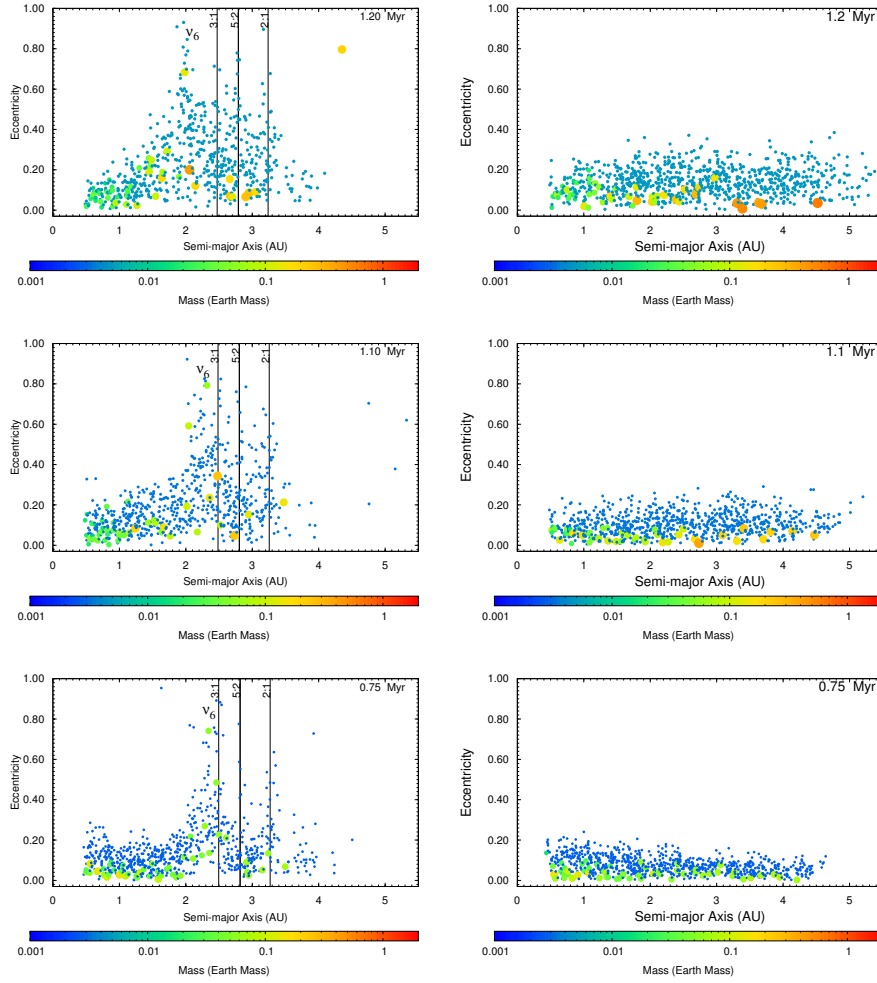 1.20 Myr
ν6
3:1
5:2
2:1
Eccentricity
1.00
0.80
0.60
0.40
0.20
0.00
0 1 2 3 4 5
Semi-major Axis (AU)
0.001 0.01 0.1 1
Mass (Earth Mass)
1.2 Myr
Eccentricity
1.00
0.80
0.60
0.40
0.20
0.00
0 1 2 3 4 5
Semi-major Axis (AU)
0.001 0.01 0.1 1
Mass (Earth Mass)
1.10 Myr
ν6
3:1
5:2
2:1
Eccentricity
1.00
0.80
0.60
0.40
0.20
0.00
0 1 2 3 4 5
Semi-major Axis (AU)
0.001 0.01 0.1 1
Mass (Earth Mass)
1.1 Myr
Eccentricity
1.00
0.80
0.60
0.40
0.20
0.00
0 1 2 3 4 5
Semi-major Axis (AU)
0.001 0.01 0.1 1
Mass (Earth Mass)
0.75 Myr
ν6
3:1
5:2
2:1
Eccentricity
1.00
0.80
0.60
0.40
0.20
0.00
0 1 2 3 4 5
Semi-major Axis (AU)
0.001 0.01 0.1 1
Mass (Earth Mass)
0.75 Myr
Eccentricity
1.00
0.80
0.60
0.40
0.20
0.00
0 1 2 3 4 5
Semi-major Axis (AU)
0.001 0.01 0.1 1
Mass (Earth Mass)